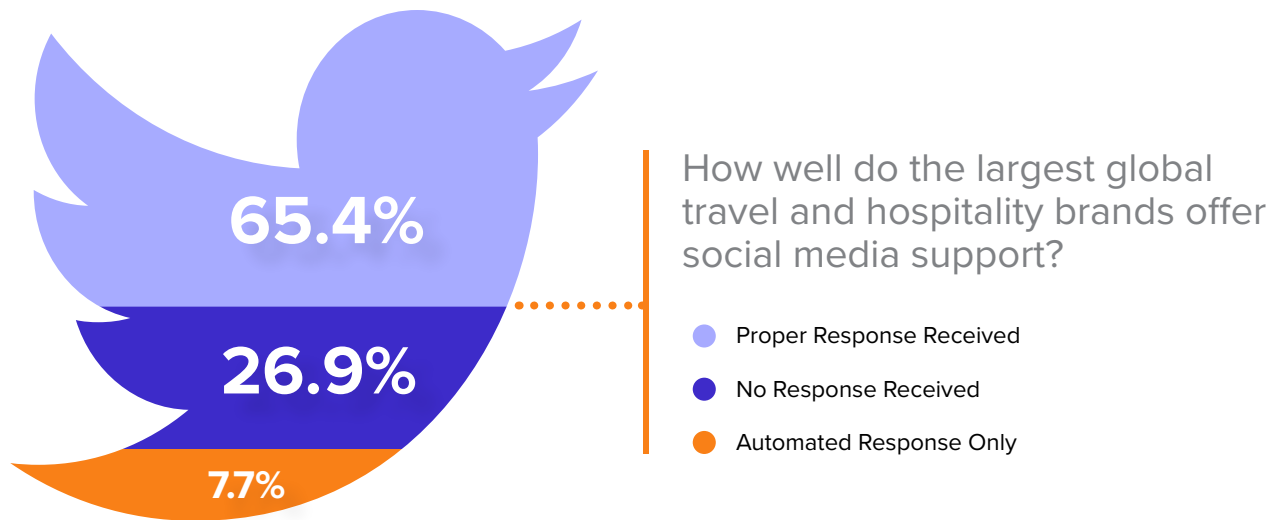 65.4%
26.9%
7.7%
How well do the largest global
travel and hospitality brands offer
social media support?
Proper Response Received
No Response Received
Automated Response Only